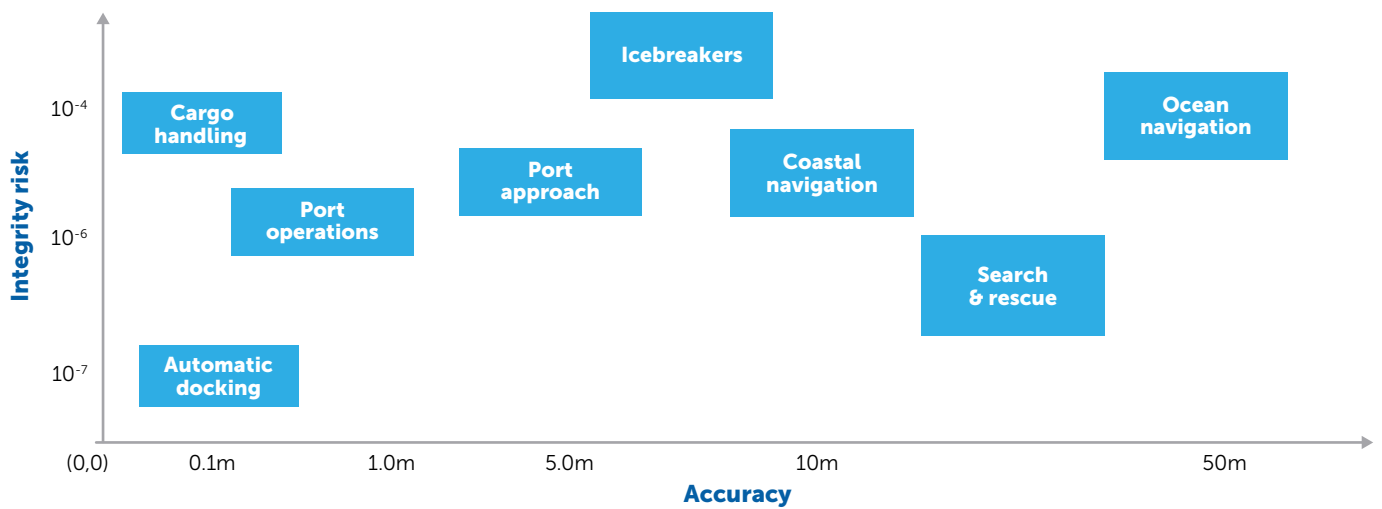 Icebreakers
Cargo
handling
Ocean
navigation
10-4
Port
approach
Coastal
navigation
Port
operations
10-6
Search
& rescue
Automatic
docking
10-7
Integrity risk
(0,0)
0.1m
1.0m
5.0m
10m
50m
Accuracy